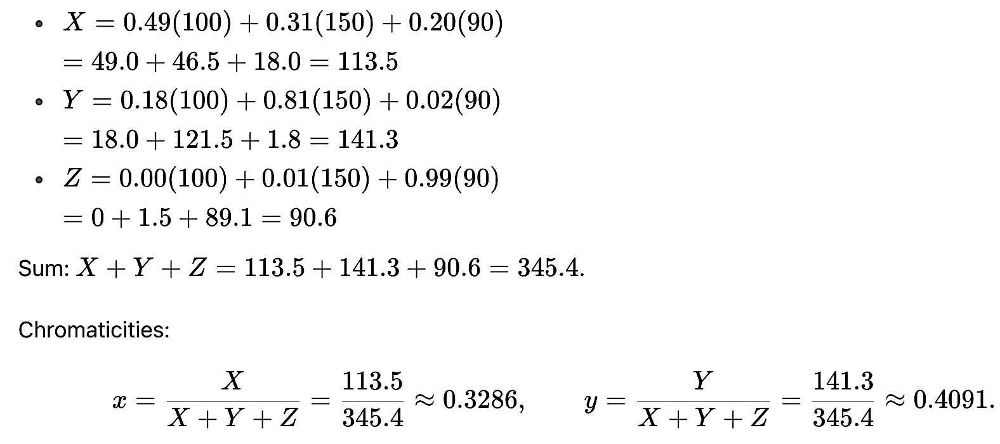 • X = 0.49(100) + 0.31(150) + 0.20(90)
= 49.0 + 46.5 + 18.0 = 113.5
• Y = 0.18(100) + 0.81(150) + 0.02(90)
= 18.0 + 121.5 + 1.8 = 141.3
• Z = 0.00(100) + 0.01(150) + 0.99(90)
= 0 + 1.5 + 89.1 = 90.6
Sum: X + Y + Z = 113.5 + 141.3 + 90.6 = 345.4.
Chromaticities:
x = \frac{X}{X + Y + Z} = \frac{113.5}{345.4} ≈ 0.3286, y = \frac{Y}{X + Y + Z} = \frac{141.3}{345.4} ≈ 0.4091.